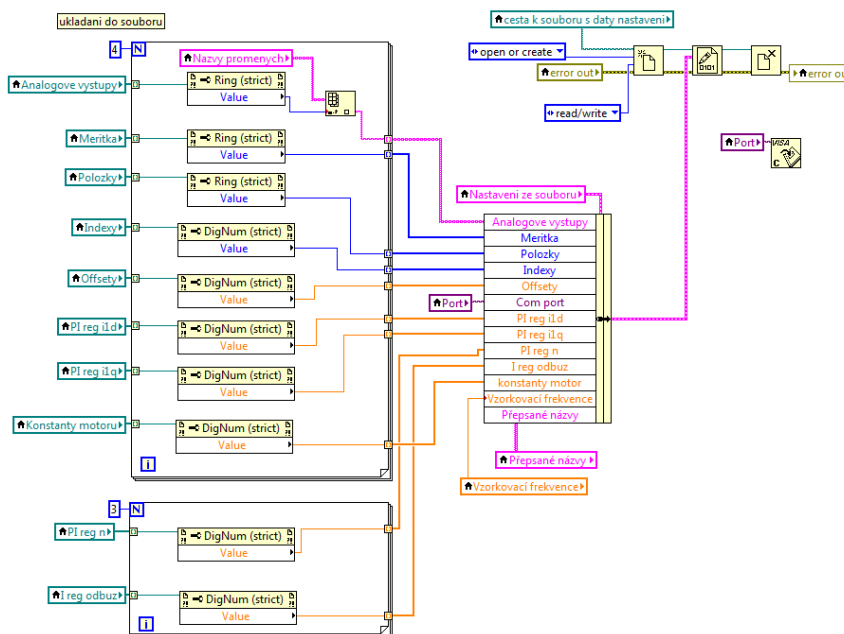 ukladani do souboru
4
N
Nazvy promenych
Analogove vystupy
Ring (strict)
Value
Meritka
Ring (strict)
Value
Polozky
Ring (strict)
Value
Indexy
DigNum (strict)
Value
Offsety
DigNum (strict)
Value
PI reg i1d
DigNum (strict)
Value
PI reg i1q
DigNum (strict)
Value
Konstanty motoru
DigNum (strict)
Value
i
3
N
PI reg n
DigNum (strict)
Value
I reg odbuz
DigNum (strict)
Value
i
cesta k souboru s daty nastaveni
open or create
error out
read/write
0101
error ou
Port
VISA
C
Nastaveni ze souboru
Analogove vystupy
Meritka
Polozky
Indexy
Offsety
Port
Com port
PI reg i1d
PI reg i1q
PI reg n
I reg odbuz
konstanty motor
Vzorkovací frekvence
Přepsané názvy
Přepsané názvy
Vzorkovací frekvence